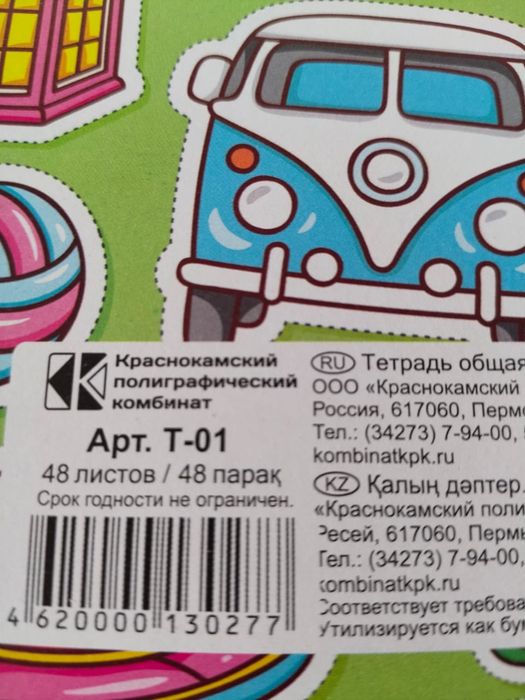 Краснокамский
полиграфический
комбинат
Арт. Т-01
48 листов / 48 парақ
Срок годности не ограничен.
4 620000 130277
RU Тетрадь общая
ООО «Краснокамский
Россия, 617060, Перм
Тел.: (34273) 7-94-00,
kombinatkpk.ru
KZ Қалың дәптер.
«Краснокамский поли
Ресей, 617060, Пермь
Тел.: (34273) 7-94-00,
kombinatkpk.ru
Соответствует требова
Утилизируется как бум